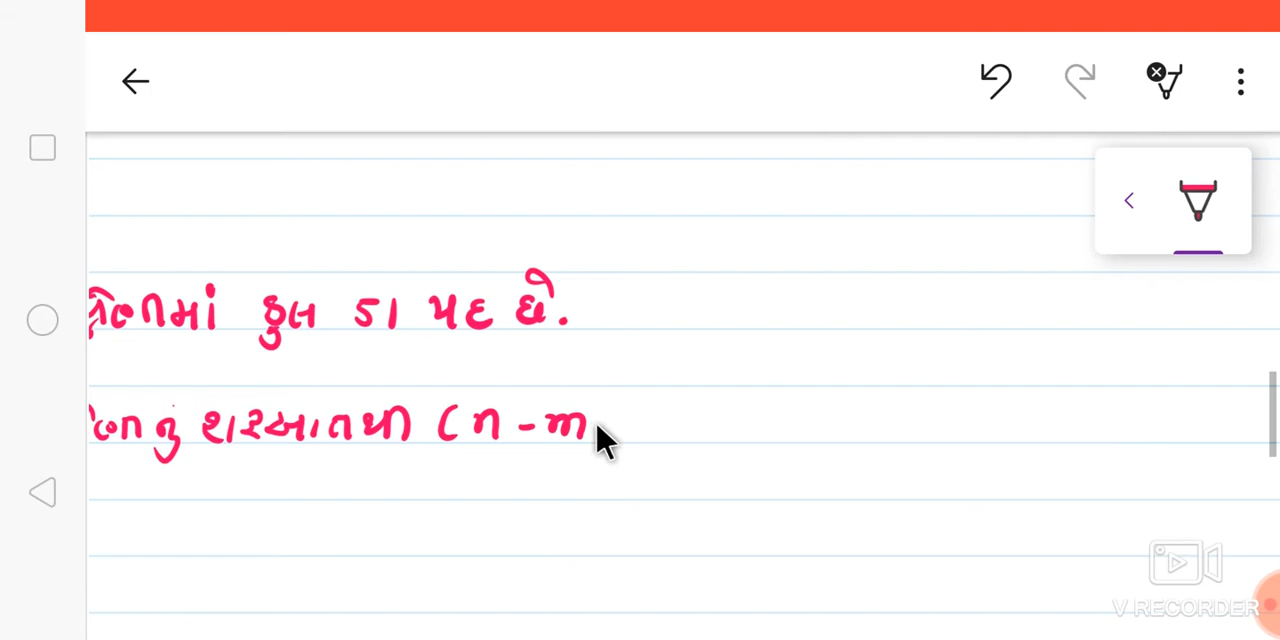 કુલ 51 પદ છે.
નું શરૂઆતથી (n - m
V RECORDER